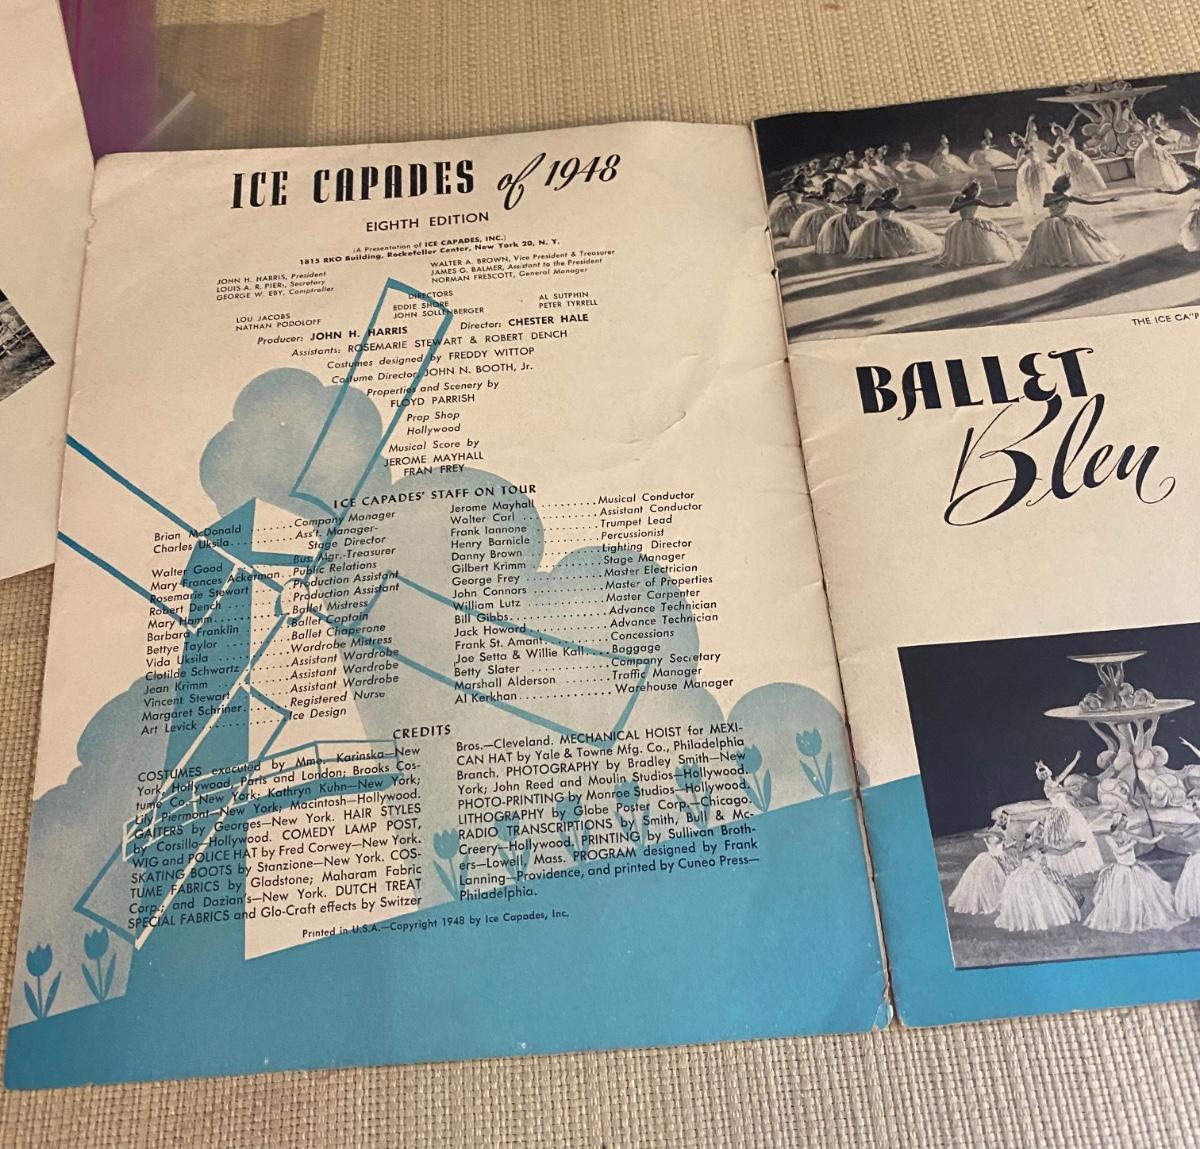 ICE CAPADES of 1948
EIGHTH EDITION
(A Presentation of ICE CAPADES, INC.)
1815 RKO Building, Rockefeller Center, New York 20, N. Y.
JOHN H. HARRIS, President
LOUIS A. R. PIERI, Secretary
GEORGE W. EBY, Comptroller
WALTER A. BROWN, Vice President & Treasurer
JAMES G. BALMER, Assistant to the President
NORMAN FRESCOTT, General Manager
DIRECTORS
LOU JACOBS
NATHAN PODOLOFF
EDDIE SHORE
JOHN SOLLENBERGER
AL SUTPHIN
PETER TYRRELL
Producer: JOHN H. HARRIS Director: CHESTER HALE
Assistants: ROSEMARIE STEWART & ROBERT DENCH
Costumes designed by FREDDY WITTOP
Costume Director, JOHN N. BOOTH, Jr.
Properties and Scenery by
FLOYD PARRISH
Prop Shop
Hollywood
Musical Score by
JEROME MAYHALL
FRAN FREY
ICE CAPADES' STAFF ON TOUR
Brian McDonald ....... Company Manager
Charles Uksila ....... Ass't. Manager-
Stage Director
Walter Good ....... Bus. Mgr.-Treasurer
Mary Frances Ackerman .. Public Relations
Rosemarie Stewart .... Production Assistant
Robert Dench ....... Production Assistant
Mary Hamm ....... Ballet Mistress
Barbara Franklin ....... Ballet Captain
Bettye Taylor ....... Ballet Chaperone
Vida Uksila ....... Wardrobe Mistress
Clotilde Schwartz ..... Assistant Wardrobe
Jean Krimm ....... Assistant Wardrobe
Vincent Stewart ....... Assistant Wardrobe
Margaret Schriner ....... Registered Nurse
Art Levick ....... Ice Design
Jerome Mayhall ....... Musical Conductor
Walter Carl ....... Assistant Conductor
Frank Iannone ....... Trumpet Lead
Henry Barnicle ....... Percussionist
Danny Brown ....... Lighting Director
Gilbert Krimm ....... Stage Manager
George Frey ....... Master Electrician
John Connors ....... Master of Properties
William Lutz ....... Master Carpenter
Bill Gibbs ....... Advance Technician
Jack Howard ....... Advance Technician
Frank St. Amant ....... Concessions
Joe Setta & Willie Kall .... Baggage
Betty Slater ....... Company Secretary
Marshall Alderson ....... Traffic Manager
Al Kerkhan ....... Warehouse Manager
CREDITS
COSTUMES executed by Mme. Karinska—New
York, Hollywood, Paris and London; Brooks Cos-
tume Co.—New York; Kathryn Kuhn—New York;
Lily Piermont—New York; Macintosh—Hollywood.
GAITERS by Georges—New York. HAIR STYLES
by Corsillo—Hollywood. COMEDY LAMP POST,
WIG and POLICE HAT by Fred Corwey—New York.
SKATING BOOTS by Stanzione—New York. COS-
TUME FABRICS by Gladstone; Maharam Fabric
Corp.; and Dazian's—New York. DUTCH TREAT
SPECIAL FABRICS and Glo-Craft effects by Switzer
Bros.—Cleveland. MECHANICAL HOIST for MEXI-
CAN HAT by Yale & Towne Mfg. Co., Philadelphia
Branch. PHOTOGRAPHY by Bradley Smith—New
York; John Reed and Moulin Studios—Hollywood.
PHOTO-PRINTING by Monroe Studios—Hollywood.
LITHOGRAPHY by Globe Poster Corp.—Chicago.
RADIO TRANSCRIPTIONS by Smith, Bull & Mc-
Creery—Hollywood. PRINTING by Sullivan Broth-
ers—Lowell, Mass. PROGRAM designed by Frank
Lanning—Providence, and printed by Cuneo Press—
Philadelphia.
Printed in U.S.A.—Copyright 1948 by Ice Capades, Inc.
THE ICE CA"P
BALLET
Bleu